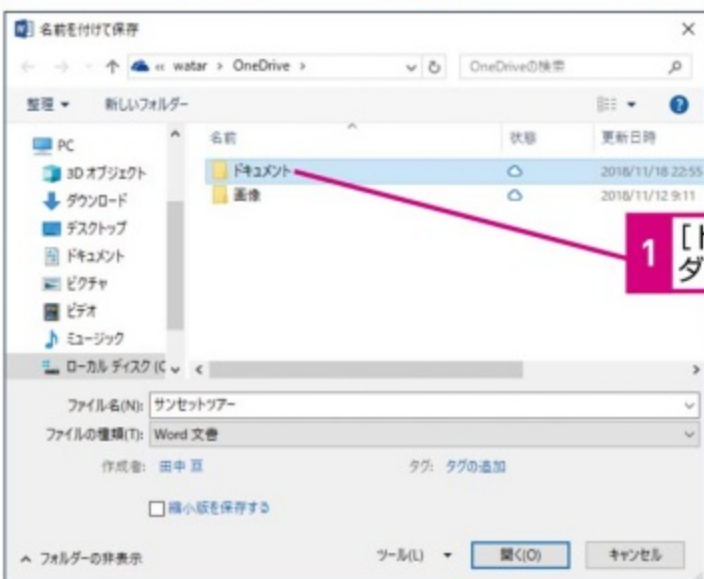 名前を付けて保存
« watar › OneDrive ›
OneDriveの検索
整理
新しいフォルダー
名前
状態
更新日時
PC
3D オブジェクト
ダウンロード
デスクトップ
ドキュメント
ピクチャ
ビデオ
ミュージック
ローカル ディスク (C
ドキュメント
2018/11/18 22:55
画像
2018/11/12 9:11
1
[ド
ダ
ファイル名(N): サンセットツアー
ファイルの種類(T): Word 文書
作成者: 田中 亘
タグ: タグの追加
縮小版を保存する
フォルダーの非表示
ツール(L)
開く(O)
キャンセル